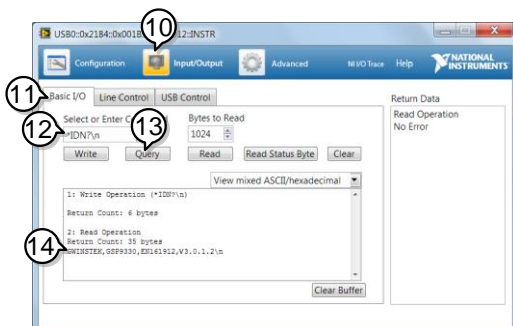 USB0::0x2184::0x001 12::INSTR
10
Configuration Input/Output Advanced NI I/O Trace Help NATIONAL INSTRUMENTS
11
Basic I/O Line Control USB Control
Return Data
Select or Enter Bytes to Read
Read Operation
No Error
12
*IDN?\n 1024
13
Write Query Read Read Status Byte Clear
View mixed ASCII/hexadecimal
1: Write Operation (*IDN?\n)
Return Count: 6 bytes
2: Read Operation
Return Count: 35 bytes
14
GWINSTEK,GSP9330,EN161912,V3.0.1.2\n
Clear Buffer